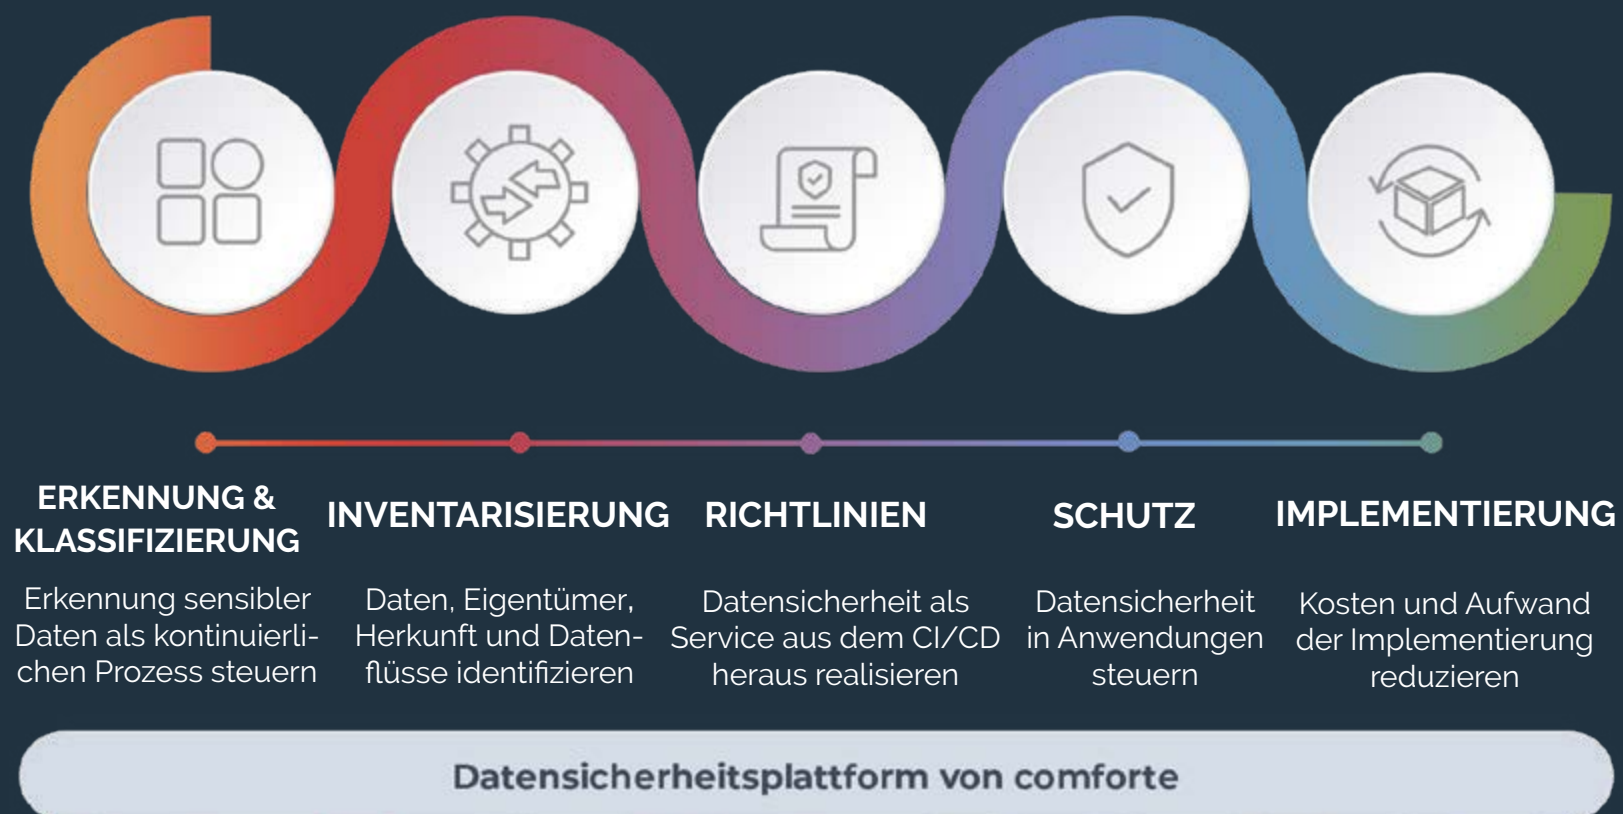 ERKENNUNG &
KLASSIFIZIERUNG
Erkennung sensibler
Daten als kontinuierli-
chen Prozess steuern
INVENTARISIERUNG
Daten, Eigentümer,
Herkunft und Daten-
flüsse identifizieren
RICHTLINIEN
Datensicherheit als
Service aus dem CI/CD
heraus realisieren
SCHUTZ
Datensicherheit
in Anwendungen
steuern
IMPLEMENTIERUNG
Kosten und Aufwand
der Implementierung
reduzieren
Datensicherheitsplattform von comforte